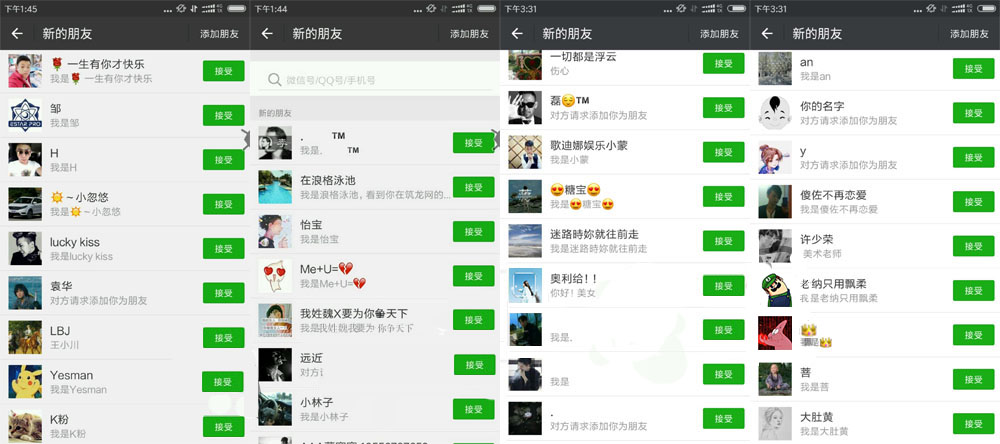 下午1:45
新的朋友
添加朋友
🌹 一生有你才快乐
我是🌹 一生有你才快乐
接受
邹
我是邹
接受
H
我是H
接受
☀️～小忽悠
我是☀️～小忽悠
接受
lucky kiss
我是lucky kiss
接受
袁华
对方请求添加你为朋友
接受
LBJ
王小川
接受
Yesman
我是Yesman
接受
K粉
我是K粉
接受
下午1:44
新的朋友
添加朋友
微信号/QQ号/手机号
新的朋友
. TM
我是. TM
接受
在浪格泳池
我是浪格泳池，看到你在筑龙网的...
接受
怡宝
我是怡宝
接受
Me+U=💔
我是Me+U=💔
接受
我姓魏X要为你争天下
我是我姓魏我要为你争天下
接受
远近
对方
接受
小林子
我是小林子
接受
下午3:31
新的朋友
添加朋友
一切都是浮云
伤心
接受
磊😌™
对方请求添加你为朋友
接受
歌迪娜娱乐小蒙
我是小蒙
接受
😍糖宝😍
我是😍糖宝😍
接受
迷路時妳就往前走
我是迷路時妳就往前走
接受
奥利给！！
你好！美女
接受
我是.
接受
我是
接受
.
对方请求添加你为朋友
接受
下午3:31
新的朋友
添加朋友
an
我是an
接受
你的名字
对方请求添加你为朋友
接受
y
对方请求添加你为朋友
接受
傻佐不再恋爱
我是傻佐不再恋爱
接受
许少荣
美术老师
接受
老纳只用飘柔
我是老纳只用飘柔
接受
👑
👑
接受
菩
我是菩
接受
大肚黄
我是大肚黄
接受